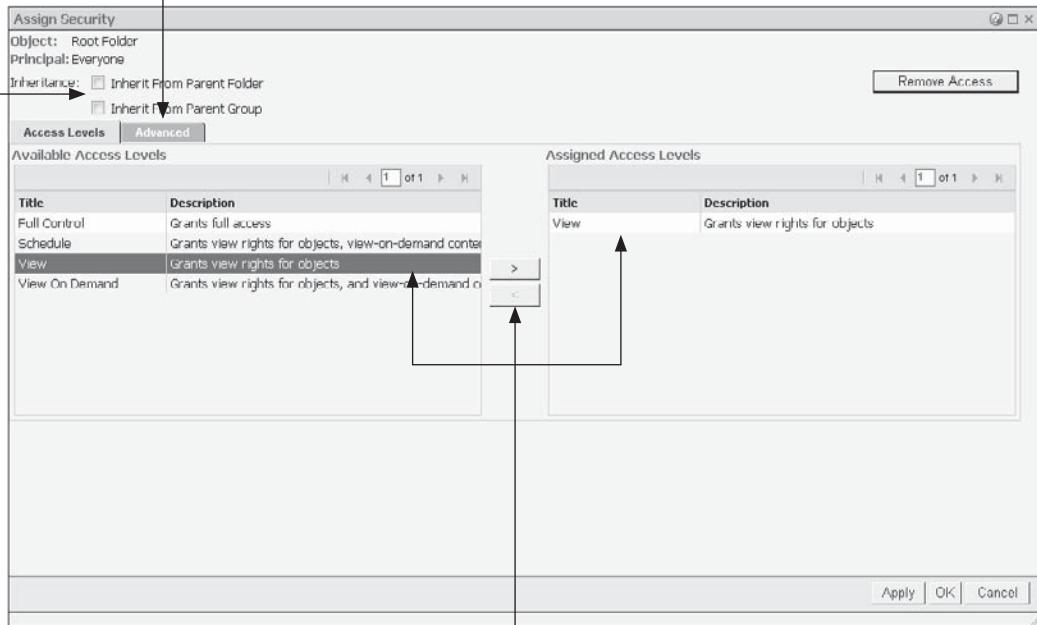 Assign Security
Object: Root Folder
Principal: Everyone
Inheritance: Inherit From Parent Folder
Inherit From Parent Group
Remove Access
Access Levels Advanced
Available Access Levels
1 of 1
Title Description
Full Control Grants full access
Schedule Grants view rights for objects, view-on-demand conte
View Grants view rights for objects
View On Demand Grants view rights for objects, and view-on-demand c
>
<
Assigned Access Levels
1 of 1
Title Description
View Grants view rights for objects
Apply OK Cancel